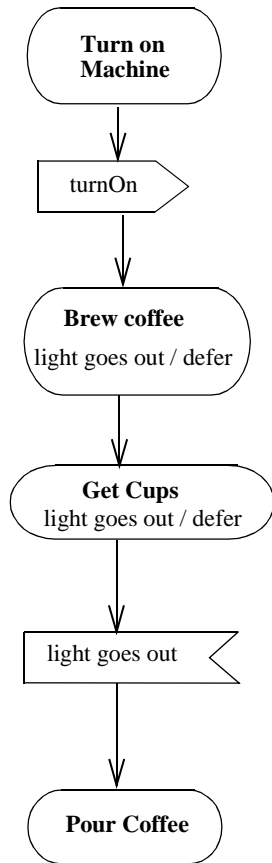 Turn on
Machine
turnOn
Brew coffee
light goes out / defer
Get Cups
light goes out / defer
light goes out
Pour Coffee